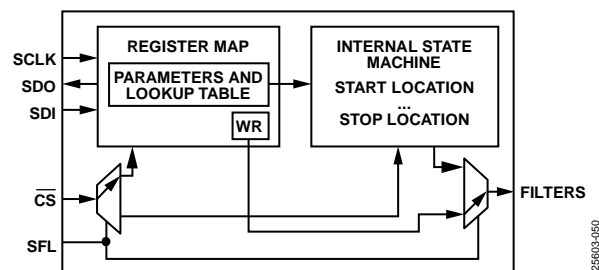 REGISTER MAP
PARAMETERS AND
LOOKUP TABLE
WR
INTERNAL STATE
MACHINE
START LOCATION
...
STOP LOCATION
SCLK
SDO
SDI
CS
SFL
FILTERS
25603-050